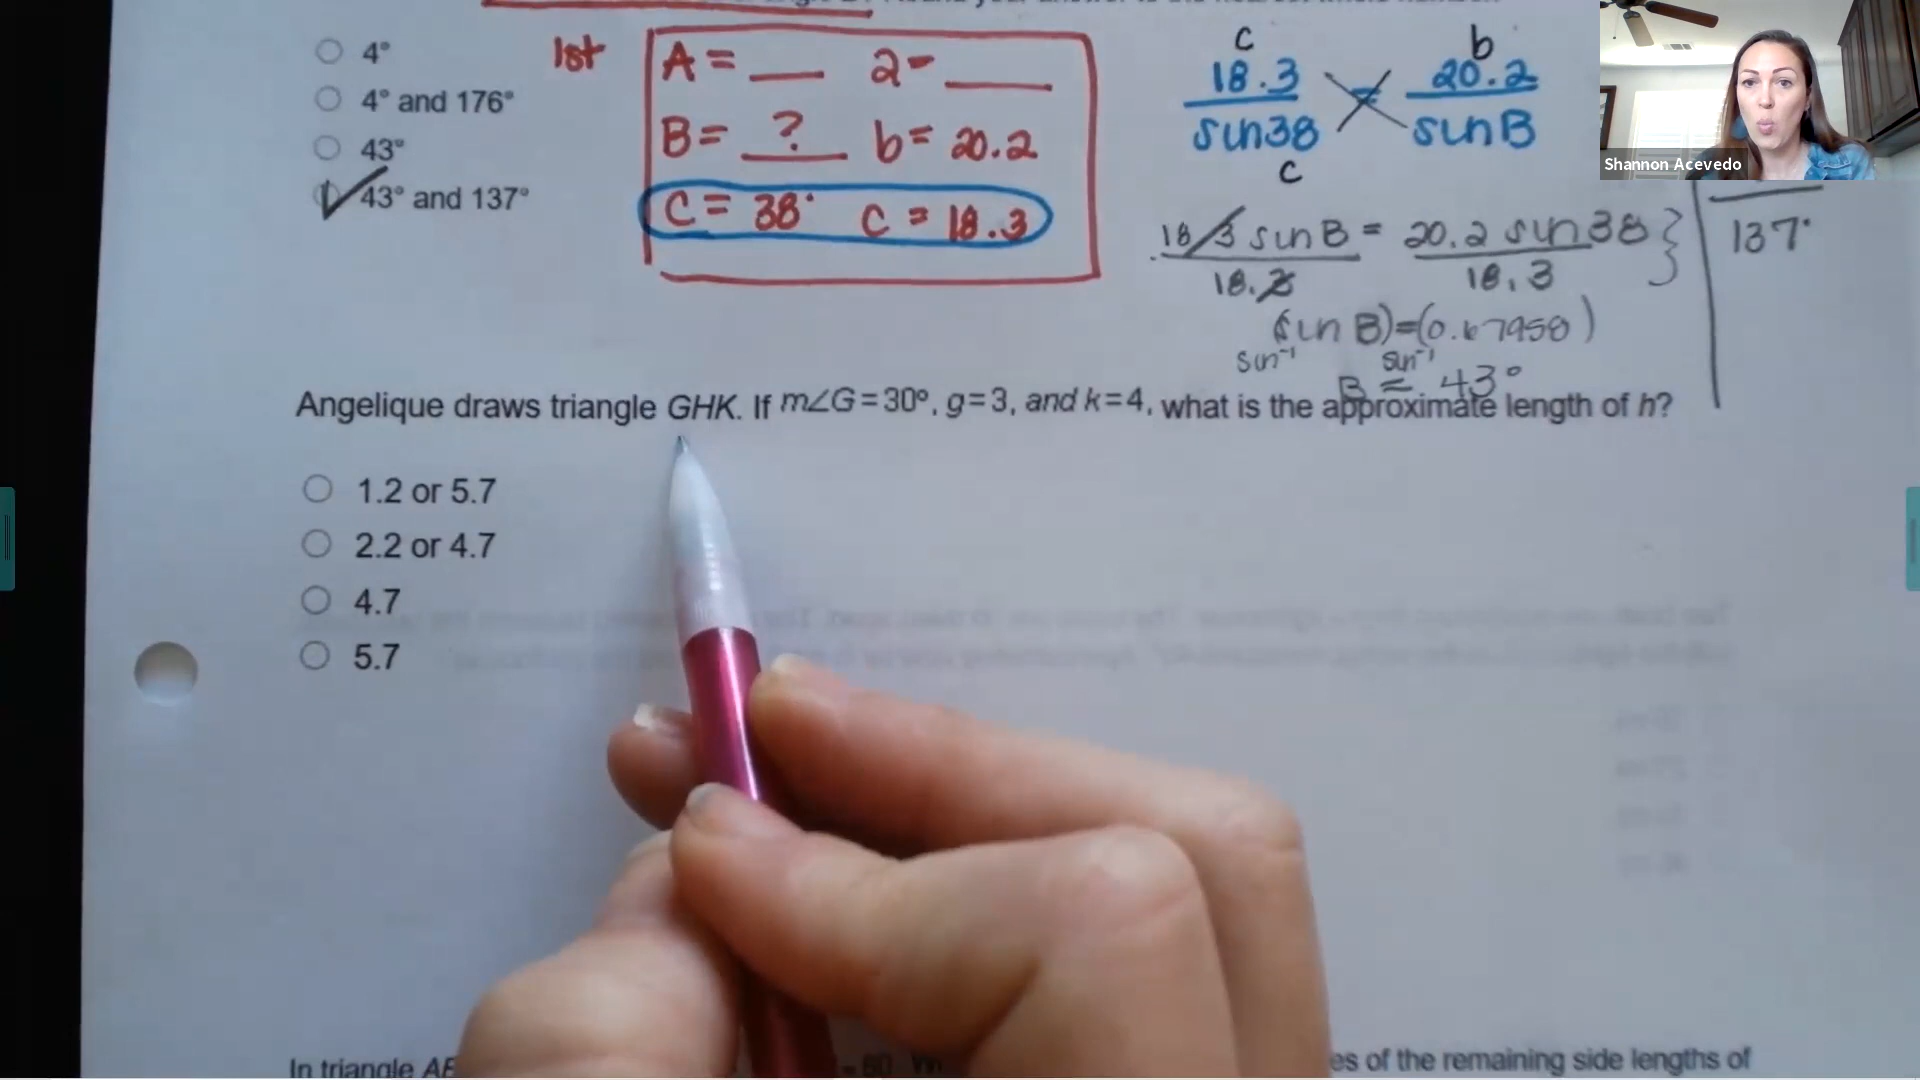 4°
4° and 176°
43°
43° and 137°
1st
A = ___ a = ___
B = ? b = 20.2
C = 38° c = 18.3
c b
18.3 = 20.2
sin38 sinB
C
18.3 sin B = 20.2 sin38
18.3 18.3
(sin B) = (0.67958)
sin⁻¹ sin⁻¹
B ≈ 43°
137°
Shannon Acevedo
Angelique draws triangle GHK. If m∠G=30°, g=3, and k=4, what is the approximate length of h?
1.2 or 5.7
2.2 or 4.7
4.7
5.7
In triangle
of the remaining side lengths of